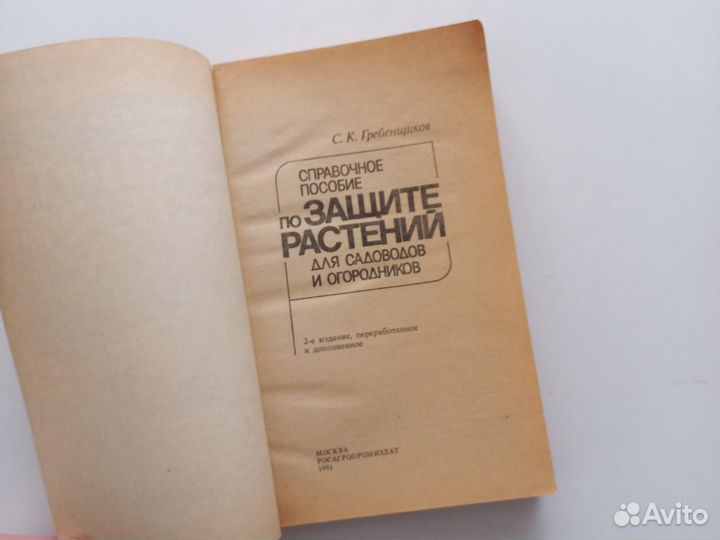 С. К. Гребенщиков
СПРАВОЧНОЕ
ПОСОБИЕ
ПО ЗАЩИТЕ
РАСТЕНИЙ
ДЛЯ САДОВОДОВ
И ОГОРОДНИКОВ
2-е издание, переработанное
и дополненное
МОСКВА
РОСАГРОПРОМИЗДАТ
1991
Avito